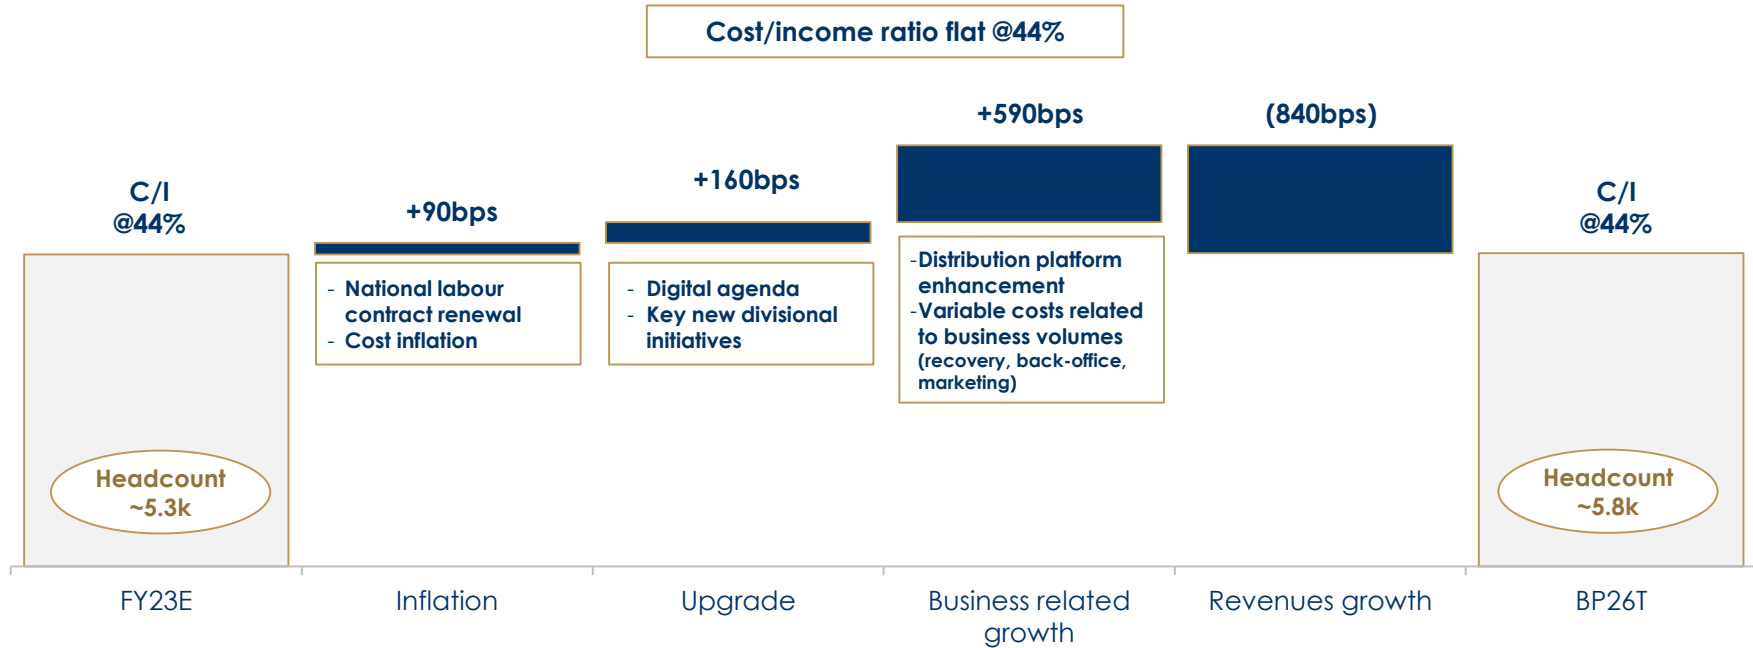 Cost/income ratio flat @44%
C/I
@44%
+90bps
+160bps
+590bps
(840bps)
C/I
@44%
- National labour
contract renewal
- Cost inflation
- Digital agenda
- Key new divisional
initiatives
-Distribution platform
enhancement
-Variable costs related
to business volumes
(recovery, back-office,
marketing)
Headcount
~5.3k
Headcount
~5.8k
FY23E
Inflation
Upgrade
Business related
growth
Revenues growth
BP26T